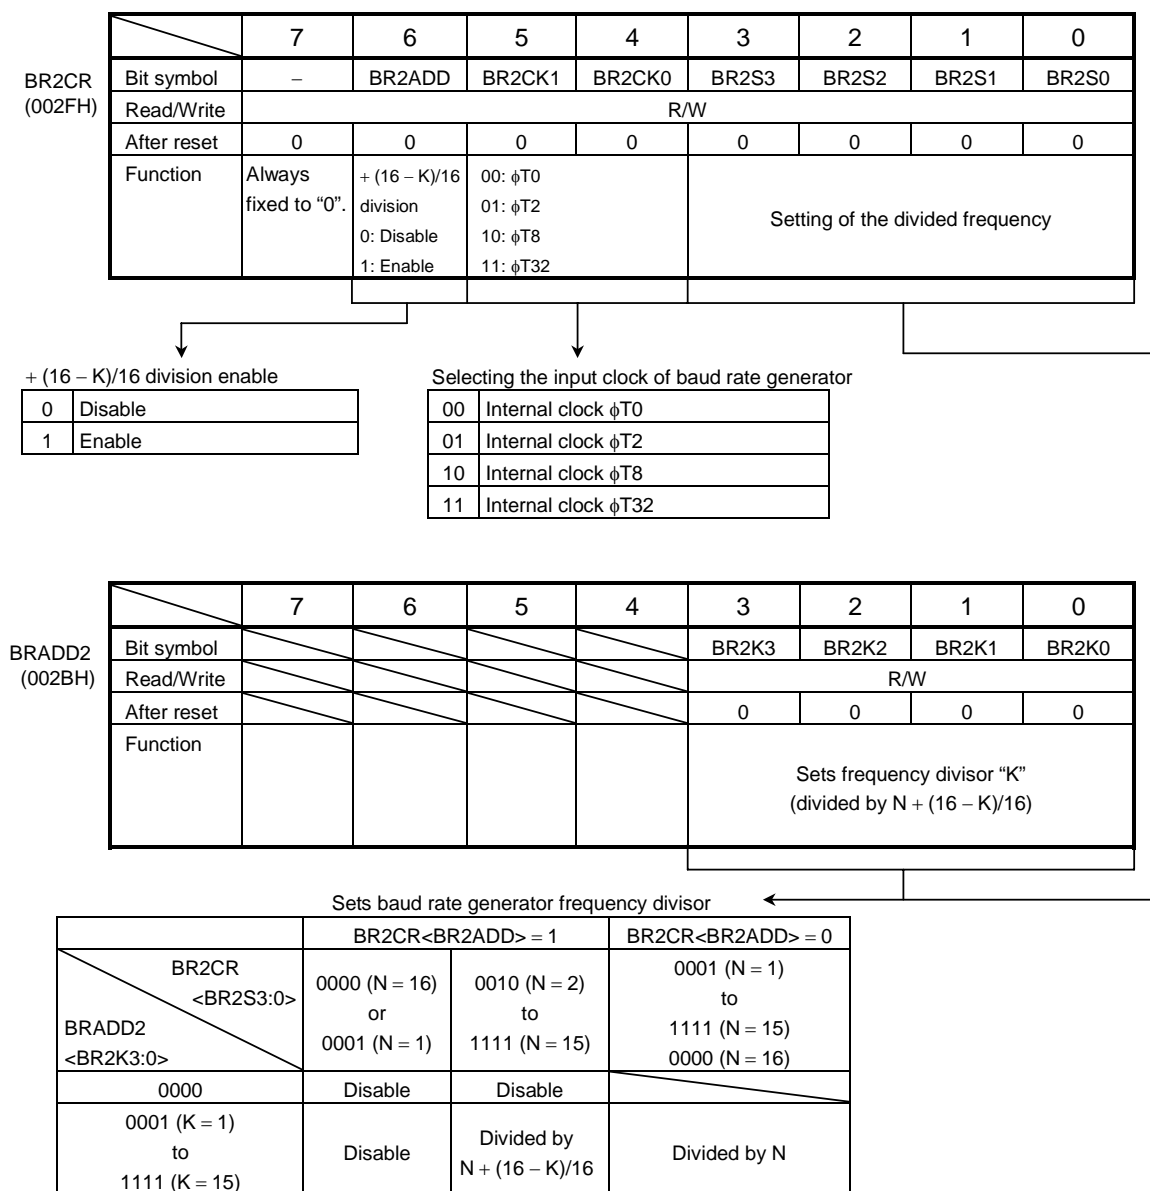 7 6 5 4 3 2 1 0
BR2CR
(002FH)
Bit symbol – BR2ADD BR2CK1 BR2CK0 BR2S3 BR2S2 BR2S1 BR2S0
Read/Write R/W
After reset 0 0 0 0 0 0 0 0
Function
Always
fixed to “0”.
+ (16 – K)/16
division
0: Disable
1: Enable
00: ϕT0
01: ϕT2
10: ϕT8
11: ϕT32
Setting of the divided frequency
+ (16 – K)/16 division enable
0 Disable
1 Enable
Selecting the input clock of baud rate generator
00 Internal clock ϕT0
01 Internal clock ϕT2
10 Internal clock ϕT8
11 Internal clock ϕT32
7 6 5 4 3 2 1 0
BRADD2
(002BH)
Bit symbol BR2K3 BR2K2 BR2K1 BR2K0
Read/Write R/W
After reset 0 0 0 0
Function
Sets frequency divisor “K”
(divided by N + (16 – K)/16)
Sets baud rate generator frequency divisor
BR2CR<BR2ADD> = 1 BR2CR<BR2ADD> = 0
BR2CR
<BR2S3:0>
BRADD2
<BR2K3:0>
0000 (N = 16)
or
0001 (N = 1)
0010 (N = 2)
to
1111 (N = 15)
0001 (N = 1)
to
1111 (N = 15)
0000 (N = 16)
0000 Disable Disable
0001 (K = 1)
to
1111 (K = 15)
Disable
Divided by
N + (16 – K)/16
Divided by N